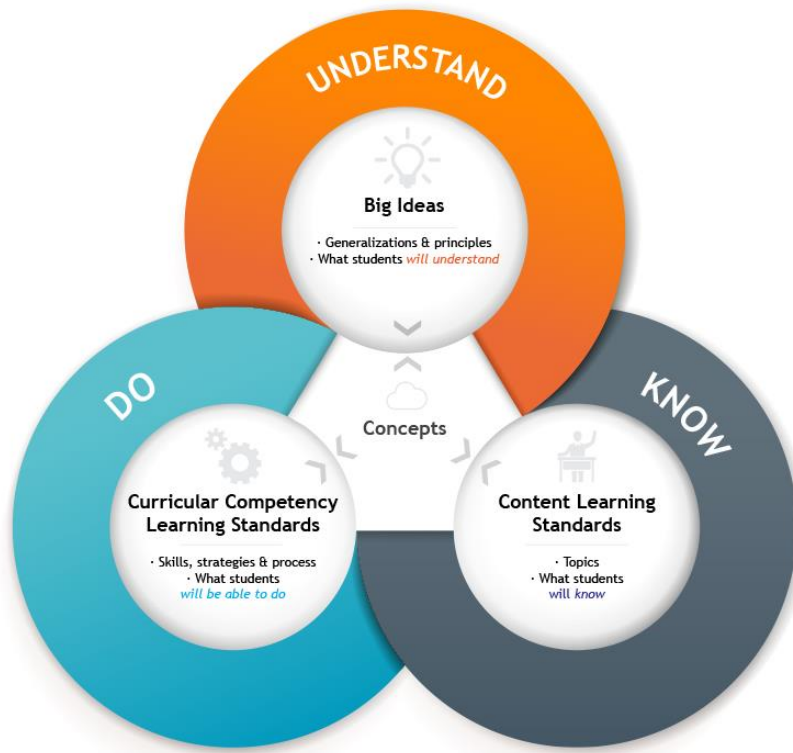 UNDERSTAND
Big Ideas
· Generalizations & principles
· What students will understand
DO
KNOW
Concepts
Curricular Competency
Learning Standards
· Skills, strategies & process
· What students
will be able to do
Content Learning
Standards
· Topics
· What students
will know